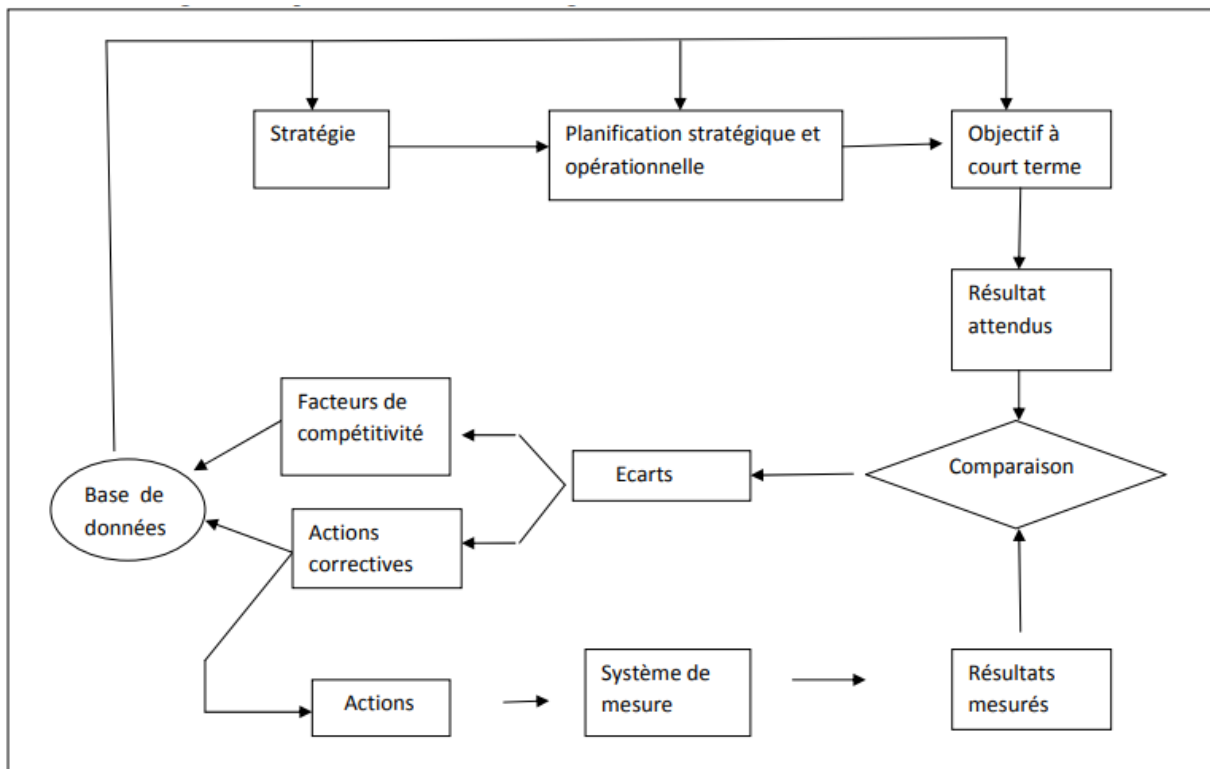 Stratégie
Planification stratégique et
opérationnelle
Objectif à
court terme
Résultat
attendus
Facteurs de
compétitivité
Ecarts
Comparaison
Base de
données
Actions
correctives
Actions
Système de
mesure
Résultats
mesurés